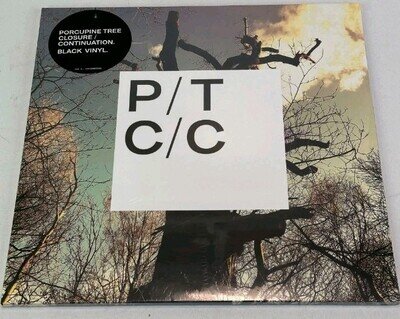 PORCUPINE TREE
CLOSURE /
CONTINUATION.
BLACK VINYL.
P/T
C/C